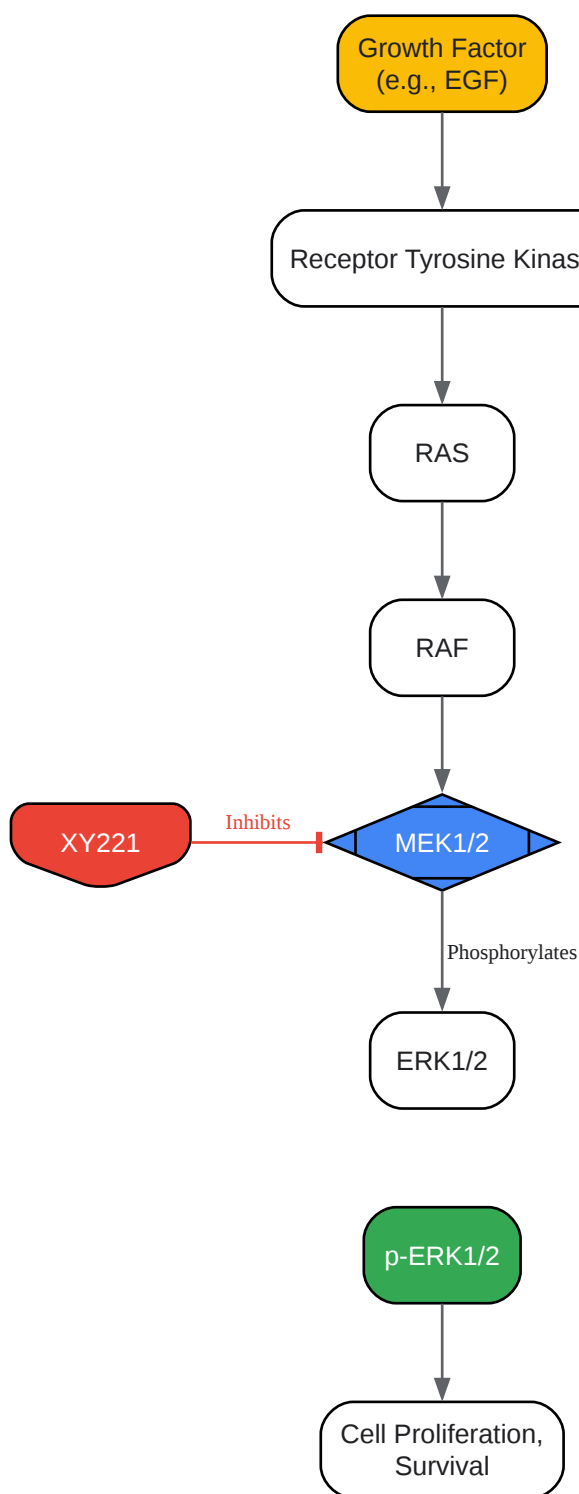 Growth Factor
(e.g., EGF)
Receptor Tyrosine Kinas
RAS
RAF
XY221
Inhibits
MEK1/2
Phosphorylates
ERK1/2
p-ERK1/2
Cell Proliferation,
Survival